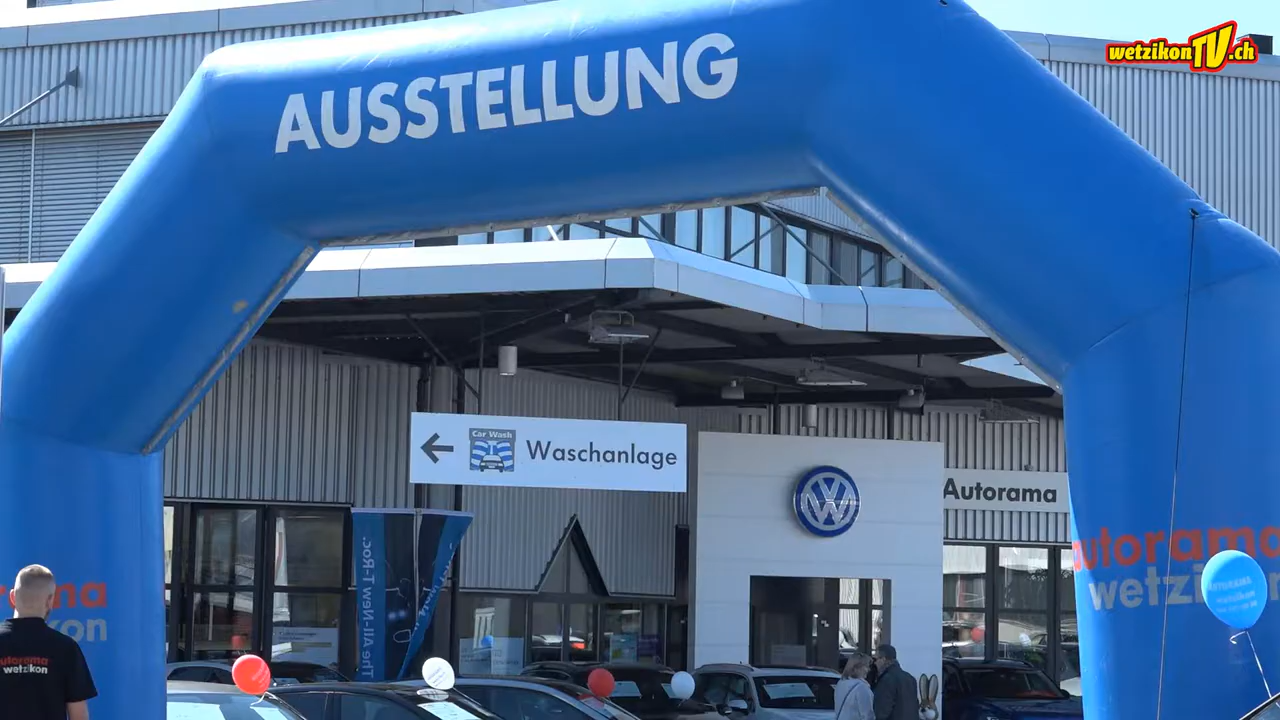 wetzikonTV.ch
AUSSTELLUNG
Car Wash
Waschanlage
Autorama
The All-New T-Roc.
autorama
wetzikon
autorama
wetzikon